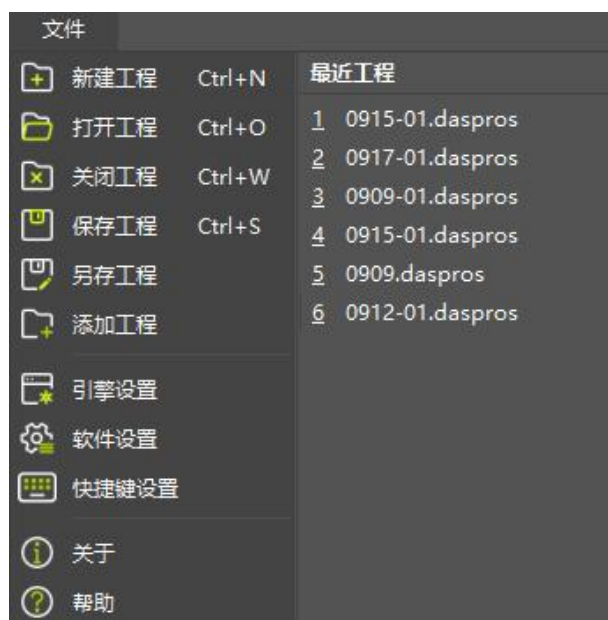 文件
新建工程 Ctrl+N
打开工程 Ctrl+O
关闭工程 Ctrl+W
保存工程 Ctrl+S
另存工程
添加工程
引擎设置
软件设置
快捷键设置
关于
帮助
最近工程
1 0915-01.daspros
2 0917-01.daspros
3 0909-01.daspros
4 0915-01.daspros
5 0909.daspros
6 0912-01.daspros